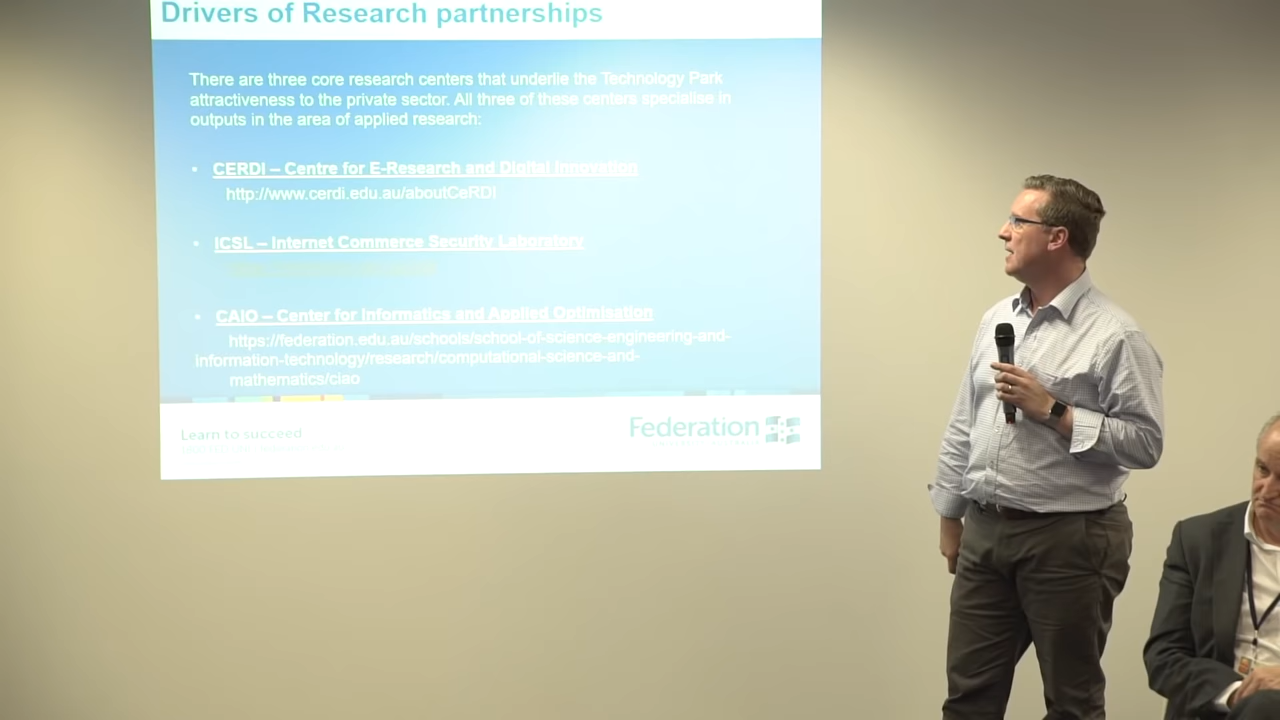 Drivers of Research partnerships
There are three core research centers that underlie the Technology Park
attractiveness to the private sector. All three of these centers specialise in
outputs in the area of applied research:
• CERDI – Centre for E-Research and Digital Innovation
http://www.cerdi.edu.au/aboutCeRDI
• ICSL – Internet Commerce Security Laboratory
• CAIO – Center for Informatics and Applied Optimisation
https://federation.edu.au/schools/school-of-science-engineering-and-
information-technology/research/computational-science-and-
mathematics/ciao
Learn to succeed
Federation